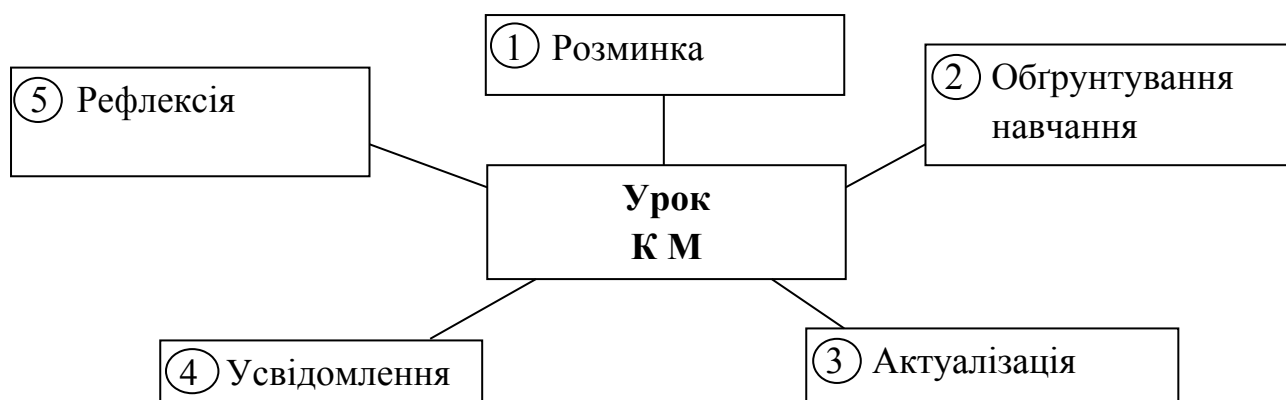 1 Розминка
2 Обґрунтування
навчання
5 Рефлексія
Урок
К М
4 Усвідомлення
3 Актуалізація